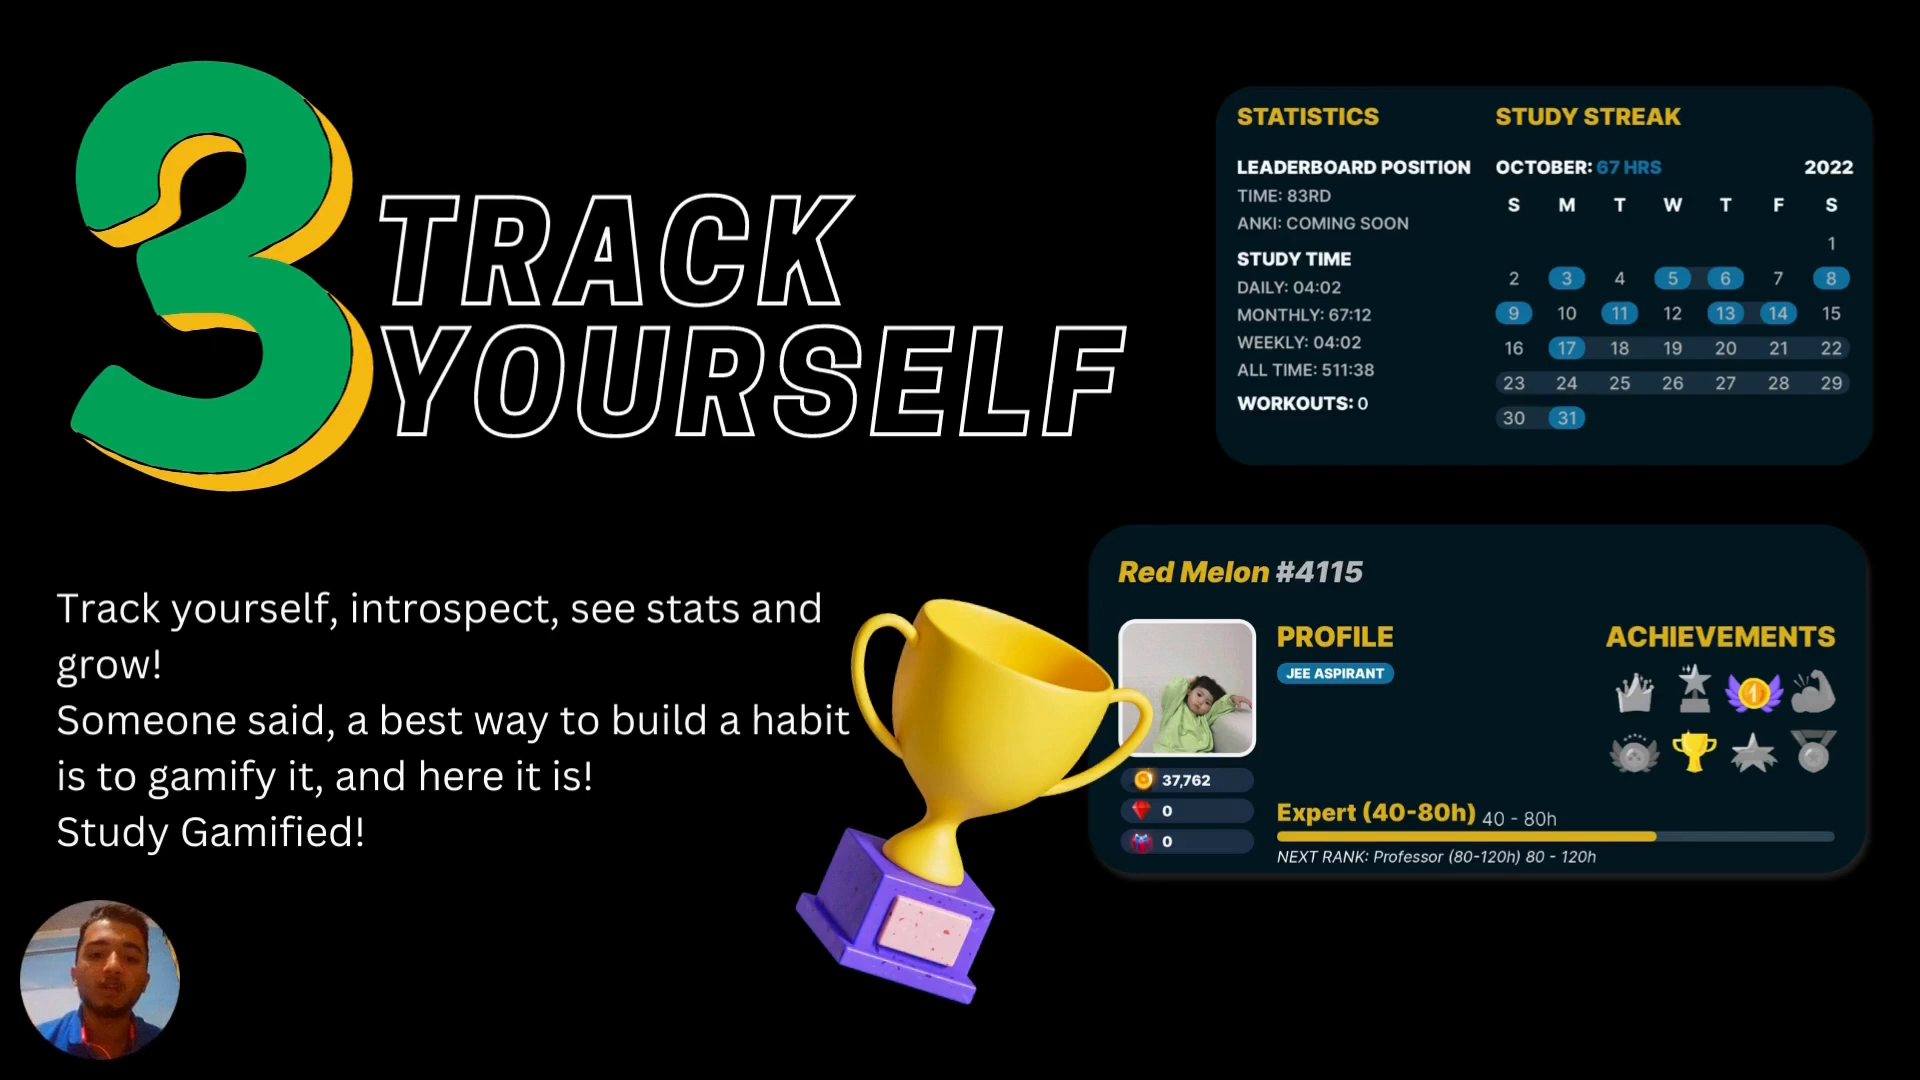 3
TRACK
YOURSELF
Track yourself, introspect, see stats and
grow!
Someone said, a best way to build a habit
is to gamify it, and here it is!
Study Gamified!
STATISTICS
LEADERBOARD POSITION
TIME: 83RD
ANKI: COMING SOON
STUDY TIME
DAILY: 04:02
MONTHLY: 67:12
WEEKLY: 04:02
ALL TIME: 511:38
WORKOUTS: 0
STUDY STREAK
OCTOBER: 67 HRS 2022
S M T W T F S
1
2 3 4 5 6 7 8
9 10 11 12 13 14 15
16 17 18 19 20 21 22
23 24 25 26 27 28 29
30 31
Red Melon #4115
PROFILE
JEE ASPIRANT
ACHIEVEMENTS
1
37,762
0
0
Expert (40-80h) 40 - 80h
NEXT RANK: Professor (80-120h) 80 - 120h